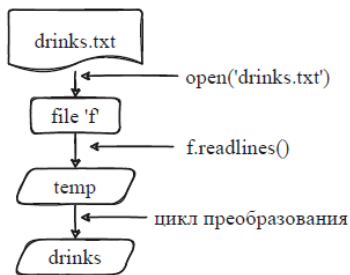 drinks.txt
open('drinks.txt')
file 'f'
f.readlines()
temp
цикл преобразования
drinks